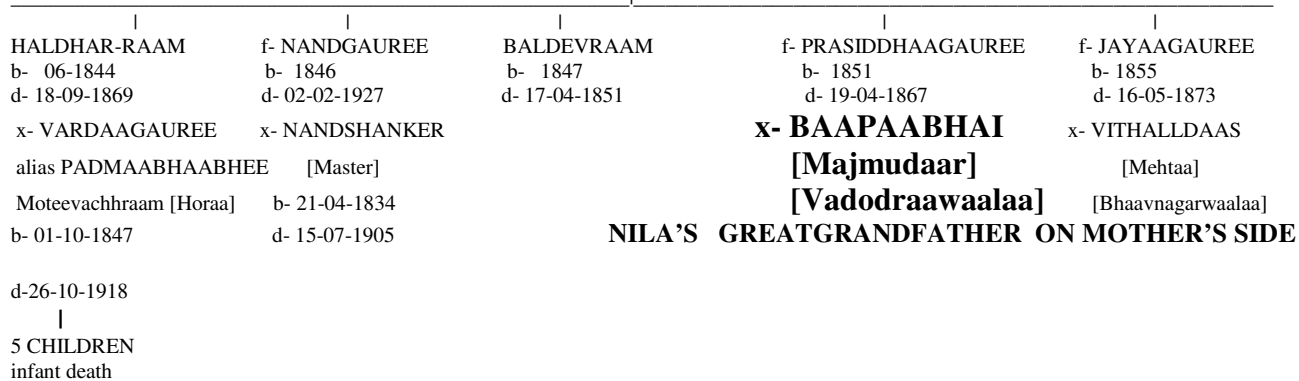 HALDHAR-RAAM f- NANDGAUREE BALDEVRAAM f- PRASIDDHAAGAUREE f- JAYAAGAUREE
b- 06-1844 b- 1846 b- 1847 b- 1851 b- 1855
d- 18-09-1869 d- 02-02-1927 d- 17-04-1851 d- 19-04-1867 d- 16-05-1873
x- VARDAAGAUREE x- NANDSHANKER x- BAAPAABHAI x- VITHALLDAAS
alias PADMAABHAABHEE [Master] [Majmudaar] [Mehtaa]
Moteevachhraam [Horaa] b- 21-04-1834 [Vadodraawaalaa] [Bhaavnagarwaalaa]
b- 01-10-1847 d- 15-07-1905 NILA'S GREATGRANDFATHER ON MOTHER'S SIDE
d-26-10-1918
5 CHILDREN
infant death